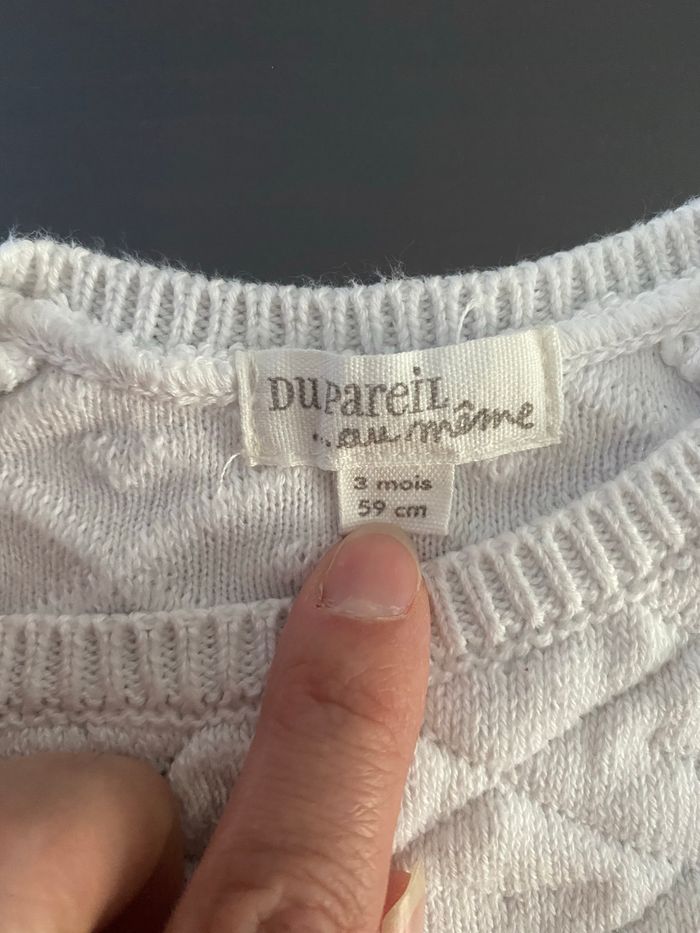 DUPareiL
...au même
3 mois
59 cm